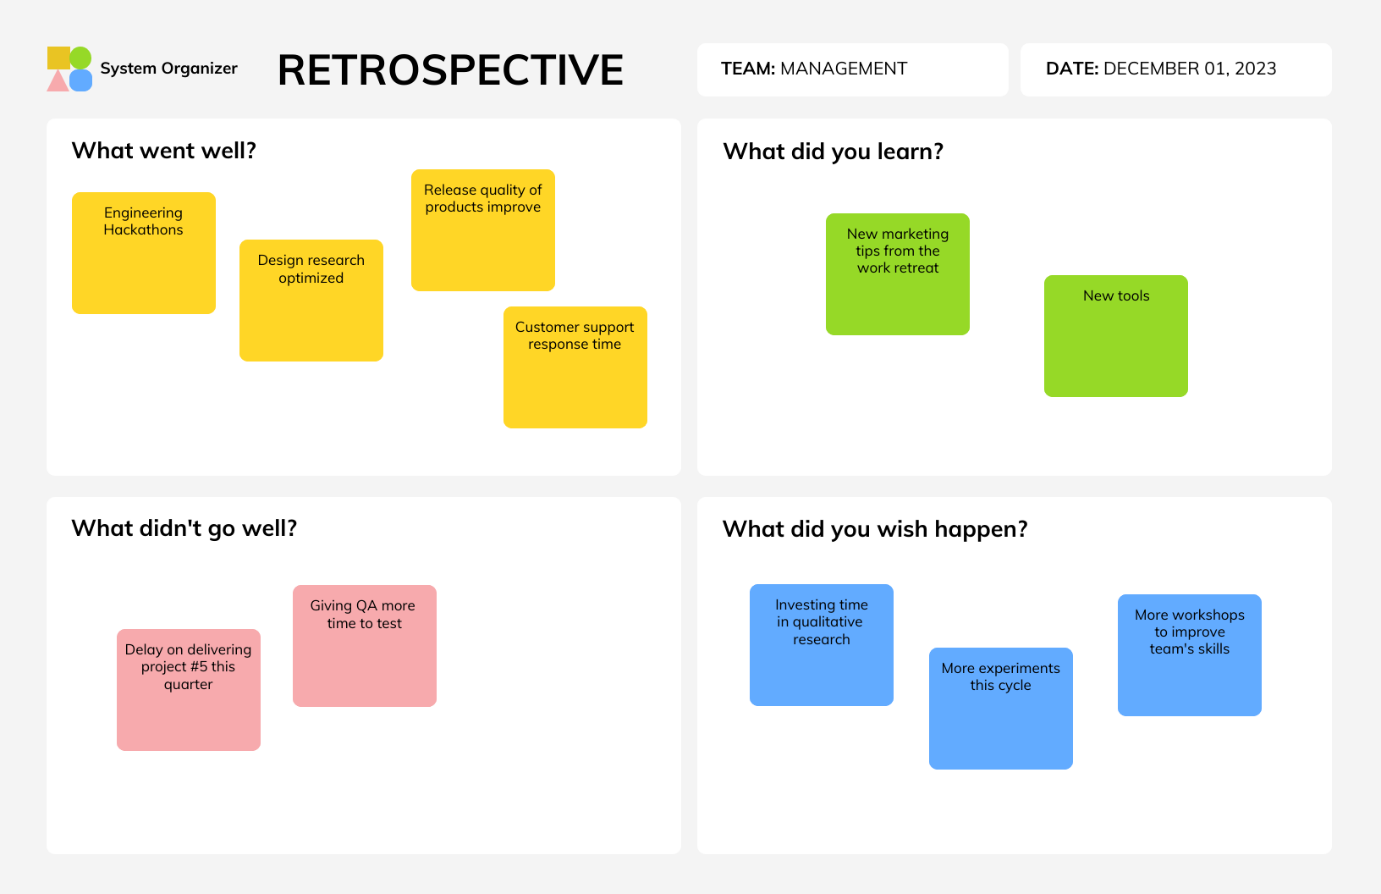 System Organizer
RETROSPECTIVE
TEAM: MANAGEMENT
DATE: DECEMBER 01, 2023
What went well?
Engineering
Hackathons
Design research
optimized
Release quality of
products improve
Customer support
response time
What did you learn?
New marketing
tips from the
work retreat
New tools
What didn't go well?
Delay on delivering
project #5 this
quarter
Giving QA more
time to test
What did you wish happen?
Investing time
in qualitative
research
More experiments
this cycle
More workshops
to improve
team's skills